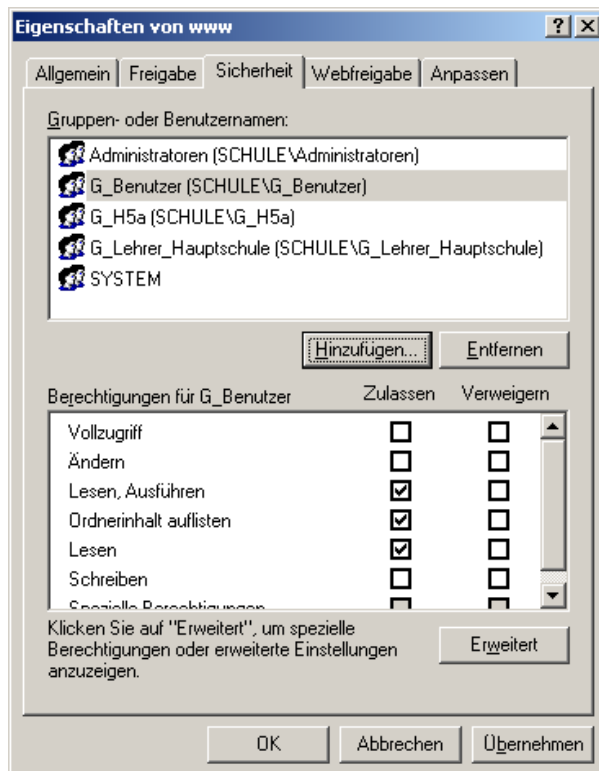 Eigenschaften von www
Allgemein Freigabe Sicherheit Webfreigabe Anpassen
Gruppen- oder Benutzernamen:
Administratoren (SCHULE\Administratoren)
G_Benutzer (SCHULE\G_Benutzer)
G_H5a (SCHULE\G_H5a)
G_Lehrer_Hauptschule (SCHULE\G_Lehrer_Hauptschule)
SYSTEM
Hinzufügen... Entfernen
Berechtigungen für G_Benutzer Zulassen Verweigern
Vollzugriff
Ändern
Lesen, Ausführen
Ordnerinhalt auflisten
Lesen
Schreiben
Spezielle Berechtigungen
Klicken Sie auf "Erweitert", um spezielle
Berechtigungen oder erweiterte Einstellungen
anzuzeigen.
Erweitert
OK Abbrechen Übernehmen